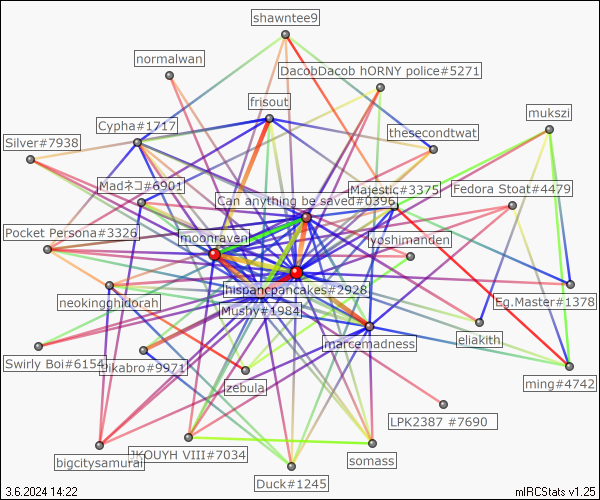 shawntee9
normalwan
DacobDacob hORNY police#5271
frisout
mukszi
Cypha#1717
thesecondtwat
Silver#7938
Madネコ#6901
Majestic#3375
Fedora Stoat#4479
Can anything be saved#0396
Pocket Persona#3326
moonraven
yoshimanden
hispancpancakes#2928
neokingghidorah
Eg.Master#1378
Mushy#1984
marcemadness
eliakith
Swirly Boi#6154
Dikabro#9971
zebula
ming#4742
LPK2387 #7690
JKOUYH VIII#7034
bigcitysamurai
somass
Duck#1245
3.6.2024 14:22
mIRCStats v1.25